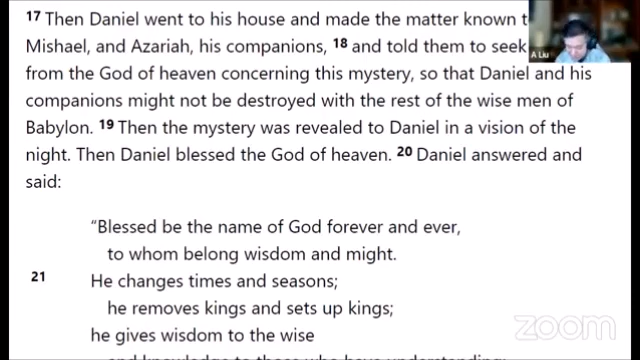 17 Then Daniel went to his house and made the matter known
Mishael, and Azariah, his companions, 18 and told them to seek
from the God of heaven concerning this mystery, so that Daniel and his
companions might not be destroyed with the rest of the wise men of
Babylon. 19 Then the mystery was revealed to Daniel in a vision of the
night. Then Daniel blessed the God of heaven. 20 Daniel answered and
said:
“Blessed be the name of God forever and ever,
to whom belong wisdom and might.
21 He changes times and seasons;
he removes kings and sets up kings;
he gives wisdom to the wise
A Liu
zoom